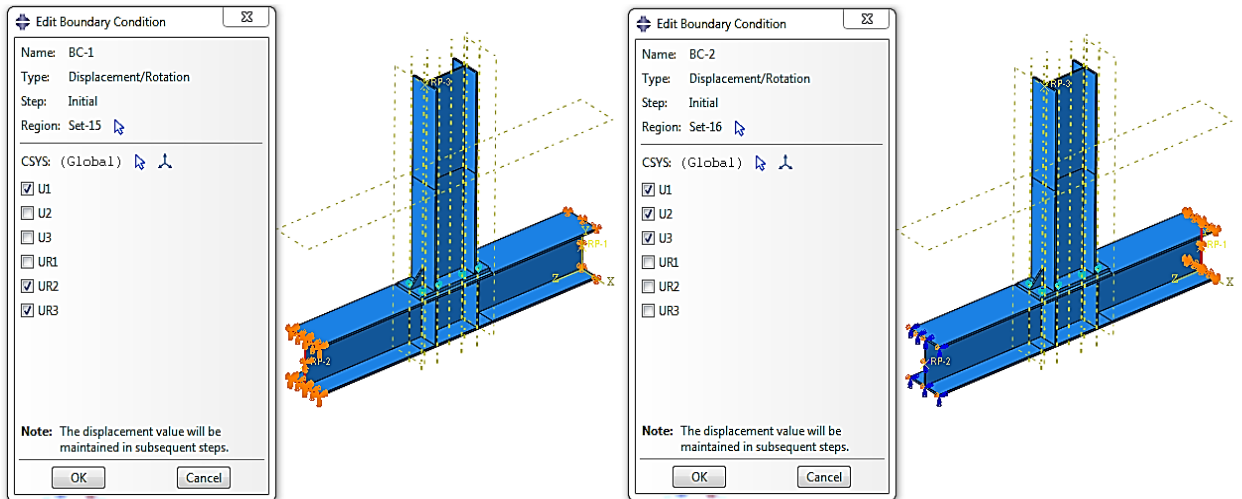 Edit Boundary Condition
Name: BC-1
Type: Displacement/Rotation
Step: Initial
Region: Set-15
CSYS: (Global)
U1
U2
U3
UR1
UR2
UR3
Note: The displacement value will be
maintained in subsequent steps.
OK Cancel
RP-3
RP-1
Z X
RP-2
Edit Boundary Condition
Name: BC-2
Type: Displacement/Rotation
Step: Initial
Region: Set-16
CSYS: (Global)
U1
U2
U3
UR1
UR2
UR3
Note: The displacement value will be
maintained in subsequent steps.
OK Cancel
RP-3
RP-1
Z X
RP-2